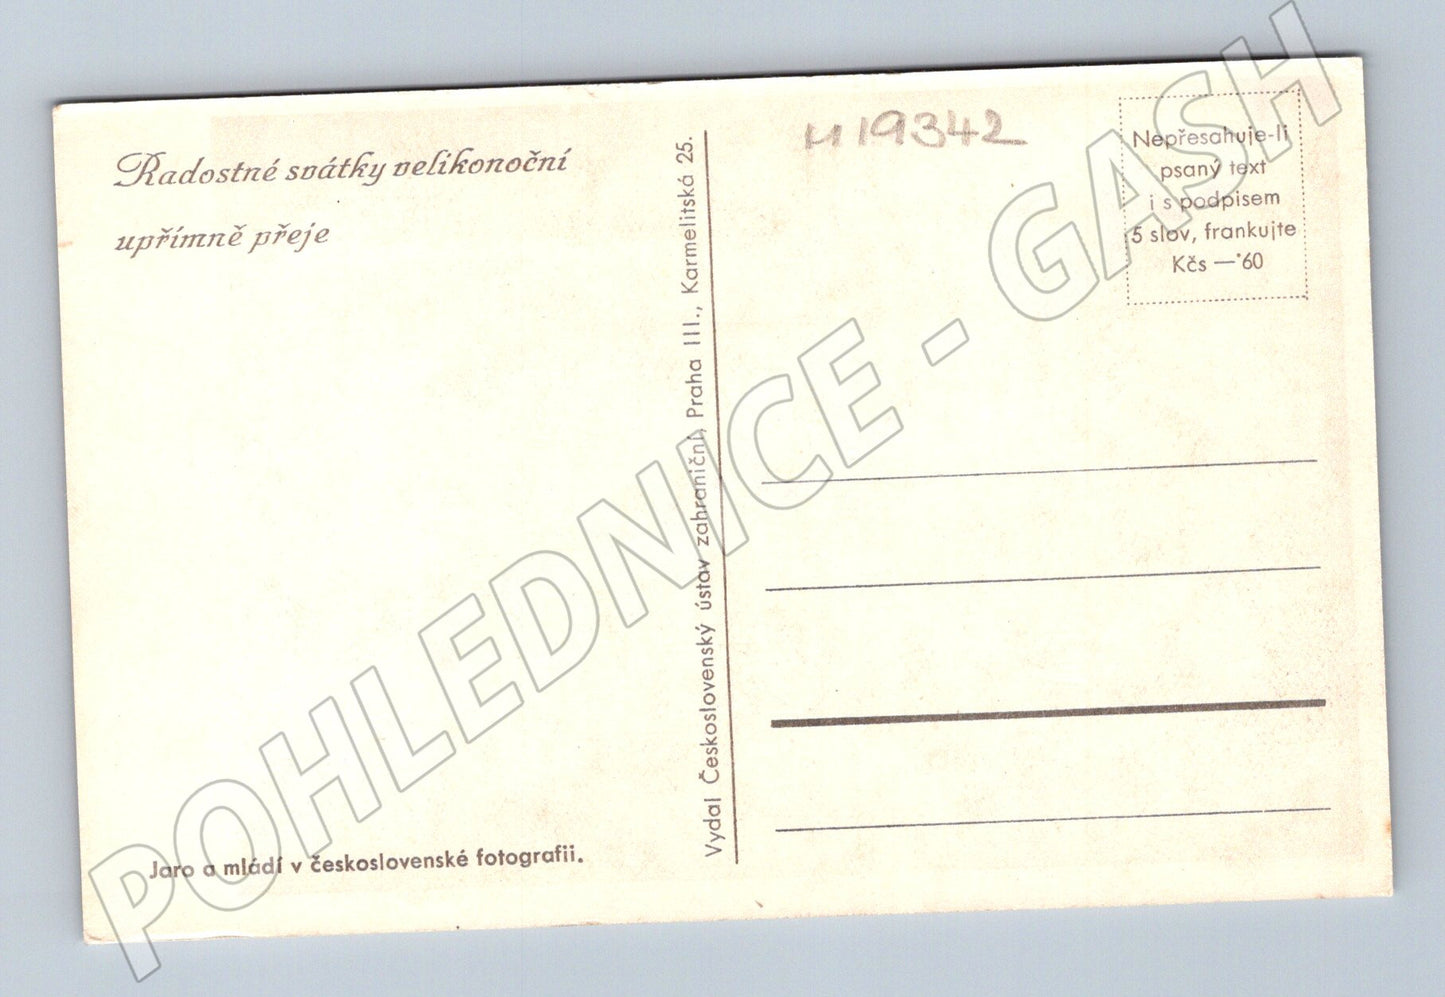 Radostné svátky velikonoční
upřímně přeje
Jaro a mládí v československé fotografii.
Vydal Československý ústav zahraniční, Praha III., Karmelitská 25.
M 19342
Nepřesahuje-li
psaný text
i s podpisem
5 slov, frankujte
Kčs —˙60
POHLEDNICE - GASH